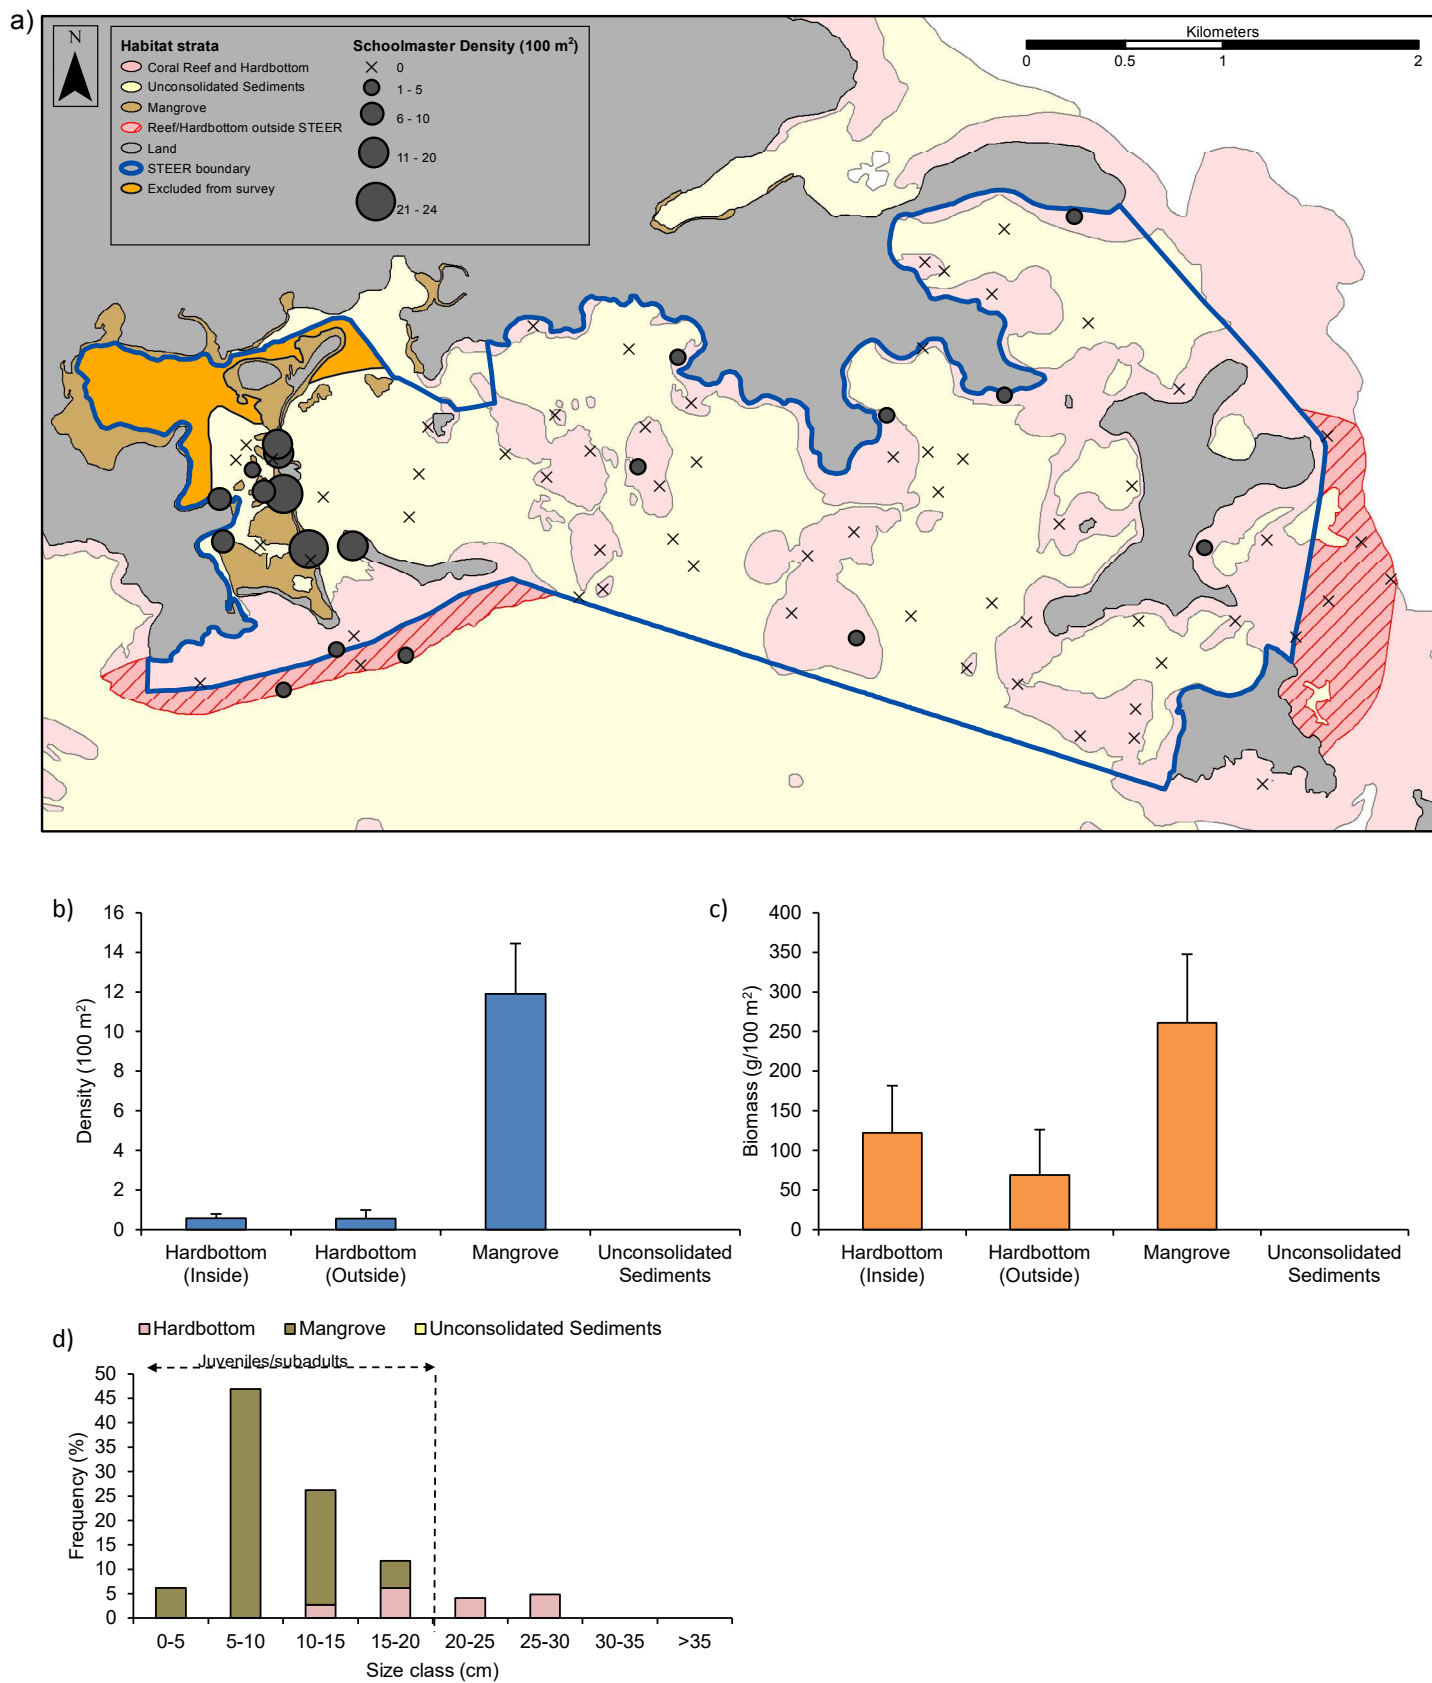 a)
N
Habitat strata
Coral Reef and Hardbottom
Unconsolidated Sediments
Mangrove
Reef/Hardbottom outside STEER
Land
STEER boundary
Excluded from survey
Schoolmaster Density (100 m²)
0
1 - 5
6 - 10
11 - 20
21 - 24
Kilometers
0 0.5 1 2
b)
Density (100 m²)
16
14
12
10
8
6
4
2
0
Hardbottom (Inside)
Hardbottom (Outside)
Mangrove
Unconsolidated Sediments
c)
Biomass (g/100 m²)
400
350
300
250
200
150
100
50
0
Hardbottom (Inside)
Hardbottom (Outside)
Mangrove
Unconsolidated Sediments
d)
Hardbottom Mangrove Unconsolidated Sediments
Juveniles/subadults
Frequency (%)
50
45
40
35
30
25
20
15
10
5
0
0-5 5-10 10-15 15-20 20-25 25-30 30-35 >35
Size class (cm)